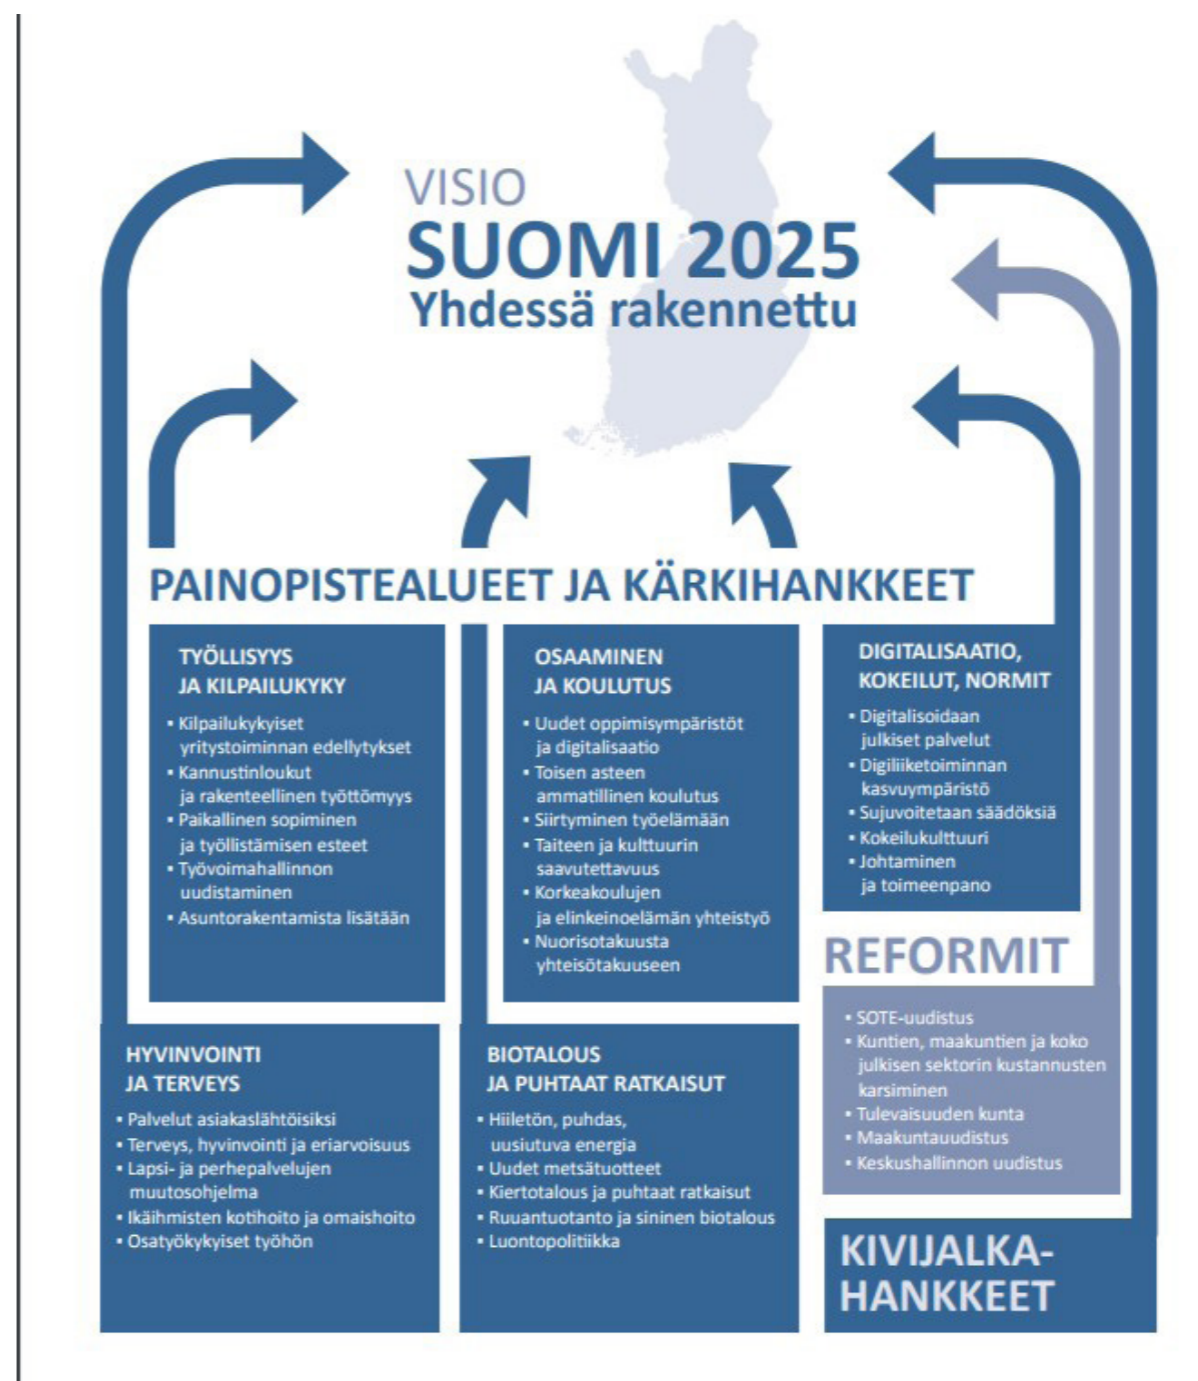 VISIO
SUOMI 2025
Yhdessä rakennettu
PAINOPISTEALUEET JA KÄRKIHANKKEET
TYÖLLISYYS
JA KILPAILUKYKY
▪ Kilpailukykyiset
yritystoiminnan edellytykset
▪ Kannustinloukut
ja rakenteellinen työttömyys
▪ Paikallinen sopiminen
ja työllistämisen esteet
▪ Työvoimahallinnon
uudistaminen
▪ Asuntorakentamista lisätään
OSAAMINEN
JA KOULUTUS
▪ Uudet oppimisympäristöt
ja digitalisaatio
▪ Toisen asteen
ammatillinen koulutus
▪ Siirtyminen työelämään
▪ Taiteen ja kulttuurin
saavutettavuus
▪ Korkeakoulujen
ja elinkeinoelämän yhteistyö
▪ Nuorisotakuusta
yhteisötakuuseen
DIGITALISAATIO,
KOKEILUT, NORMIT
▪ Digitalisoidaan
julkiset palvelut
▪ Digiliiketoiminnan
kasvuympäristö
▪ Sujuvoitetaan säädöksiä
▪ Kokeilukulttuuri
▪ Johtaminen
ja toimeenpano
HYVINVOINTI
JA TERVEYS
▪ Palvelut asiakaslähtöisiksi
▪ Terveys, hyvinvointi ja eriarvoisuus
▪ Lapsi- ja perhepalvelujen
muutosohjelma
▪ Ikäihmisten kotihoito ja omaishoito
▪ Osatyökykyiset työhön
BIOTALOUS
JA PUHTAAT RATKAISUT
▪ Hiiletön, puhdas,
uusiutuva energia
▪ Uudet metsätuotteet
▪ Kiertotalous ja puhtaat ratkaisut
▪ Ruuantuotanto ja sininen biotalous
▪ Luontopolitiikka
REFORMIT
▪ SOTE-uudistus
▪ Kuntien, maakuntien ja koko
julkisen sektorin kustannusten
karsiminen
▪ Tulevaisuuden kunta
▪ Maakuntauudistus
▪ Keskushallinnon uudistus
KIVIJALKA-
HANKKEET